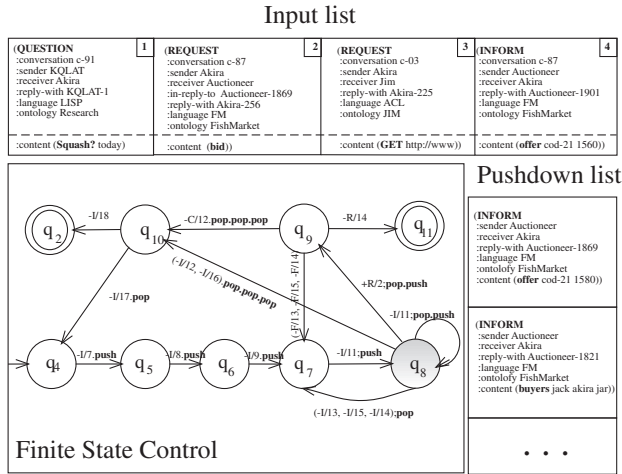 Input list
(QUESTION 1
:conversation c-91
:sender KQLAT
:receiver Akira
:reply-with KQLAT-1
:language LISP
:ontology Research
:content (Squash? today)
(REQUEST 2
:conversation c-87
:sender Akira
:receiver Auctioneer
:in-reply-to Auctioneer-1869
:reply-with Akira-256
:language FM
:ontology FishMarket
:content (bid))
(REQUEST 3
:conversation c-03
:sender Akira
:receiver Jim
:reply-with Akira-225
:language ACL
:ontology JIM
:content (GET http://www))
(INFORM 4
:conversation c-87
:sender Auctioneer
:receiver Akira
:reply-with Auctioneer-1901
:language FM
:ontology FishMarket
:content (offer cod-21 1560))
Pushdown list
(INFORM
:sender Auctioneer
:receiver Akira
:reply-with Auctioneer-1869
:language FM
:ontolofy FishMarket
:content (offer cod-21 1580))
(INFORM
:sender Auctioneer
:receiver Akira
:reply-with Auctioneer-1821
:language FM
:ontolofy FishMarket
:content (buyers jack akira jar))
. . .
q2
-I/18
q10
-C/12.pop.pop.pop
q9
-R/14
q11
(-I/12, -I/16).pop.pop.pop
(-F/13, -F/15, -F/14)
+R/2;pop.push
-I/11;pop.push
-I/17.pop
q4
-I/7.push
q5
-I/8.push
q6
-I/9.push
q7
-I/11;push
q8
(-I/13, -I/15, -I/14);pop
Finite State Control